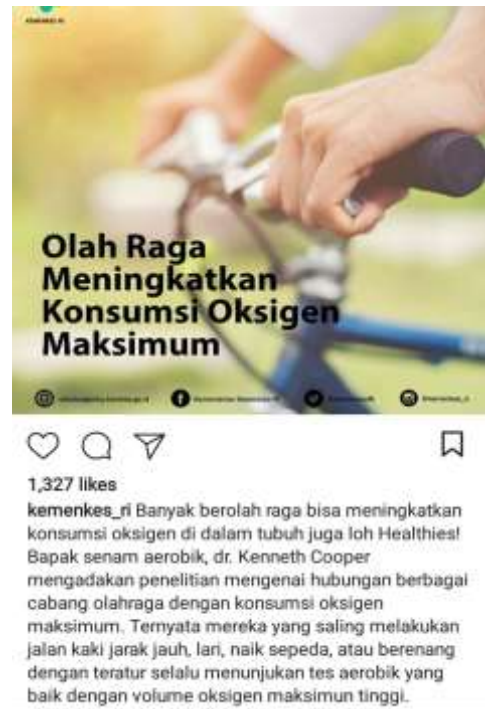 Olah Raga
Meningkatkan
Konsumsi Oksigen
Maksimum
1,327 likes
kemenkes_ri Banyak berolah raga bisa meningkatkan
konsumsi oksigen di dalam tubuh juga loh Healthies!
Bapak senam aerobik, dr. Kenneth Cooper
mengadakan penelitian mengenai hubungan berbagai
cabang olahraga dengan konsumsi oksigen
maksimum. Ternyata mereka yang saling melakukan
jalan kaki jarak jauh, lari, naik sepeda, atau berenang
dengan teratur selalu menunjukan tes aerobik yang
baik dengan volume oksigen maksimun tinggi.